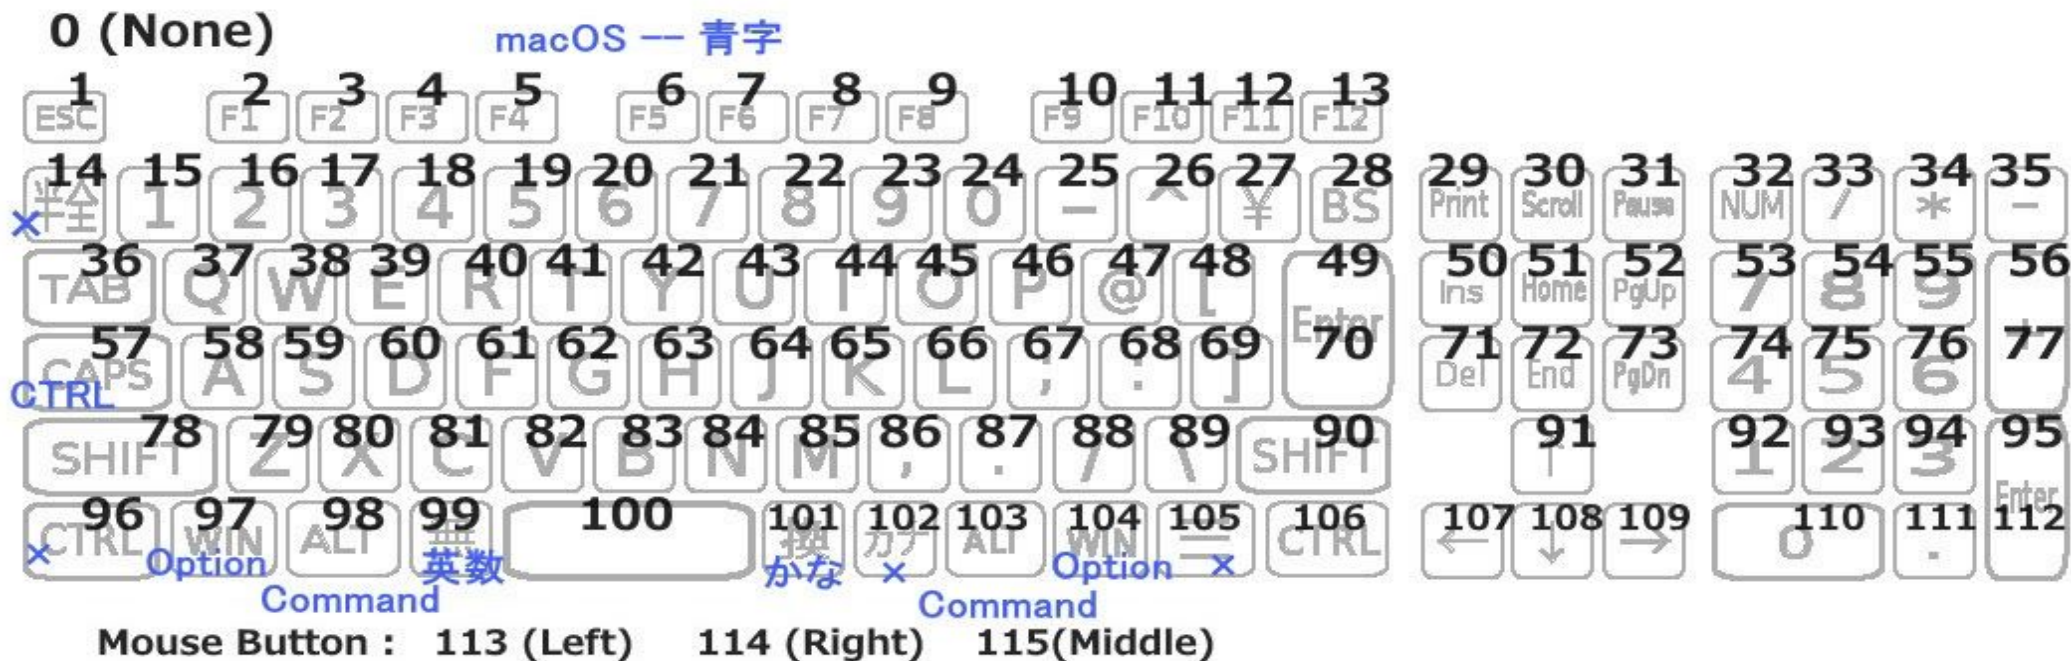 0 (None) macOS ー 青字
1 2 3 4 5 6 7 8 9 10 11 12 13
ESC F1 F2 F3 F4 F5 F6 F7 F8 F9 F10 F11 F12
14 15 16 17 18 19 20 21 22 23 24 25 26 27 28 29 30 31 32 33 34 35
半全 1 2 3 4 5 6 7 8 9 0 - ^ ¥ BS Print Scroll Pause NUM / * -
×
36 37 38 39 40 41 42 43 44 45 46 47 48 49 50 51 52 53 54 55 56
TAB Q W E R T Y U I O P @ [ Enter Ins Home PgUp 7 8 9 +
57 58 59 60 61 62 63 64 65 66 67 68 69 70 71 72 73 74 75 76 77
CAPS A S D F G H J K L ; : ] Del End PgDn 4 5 6
CTRL
78 79 80 81 82 83 84 85 86 87 88 89 90 91 92 93 94 95
SHIFT Z X C V B N M , . / \ SHIFT ↑ 1 2 3 Enter
96 97 98 99 100 101 102 103 104 105 106 107 108 109 110 111 112
CTRL WIN ALT 無 換 カナ ALT WIN ☰ CTRL ← ↓ → 0 .
× Option 英数 かな × Option ×
Command Command
Mouse Button : 113 (Left) 114 (Right) 115(Middle)